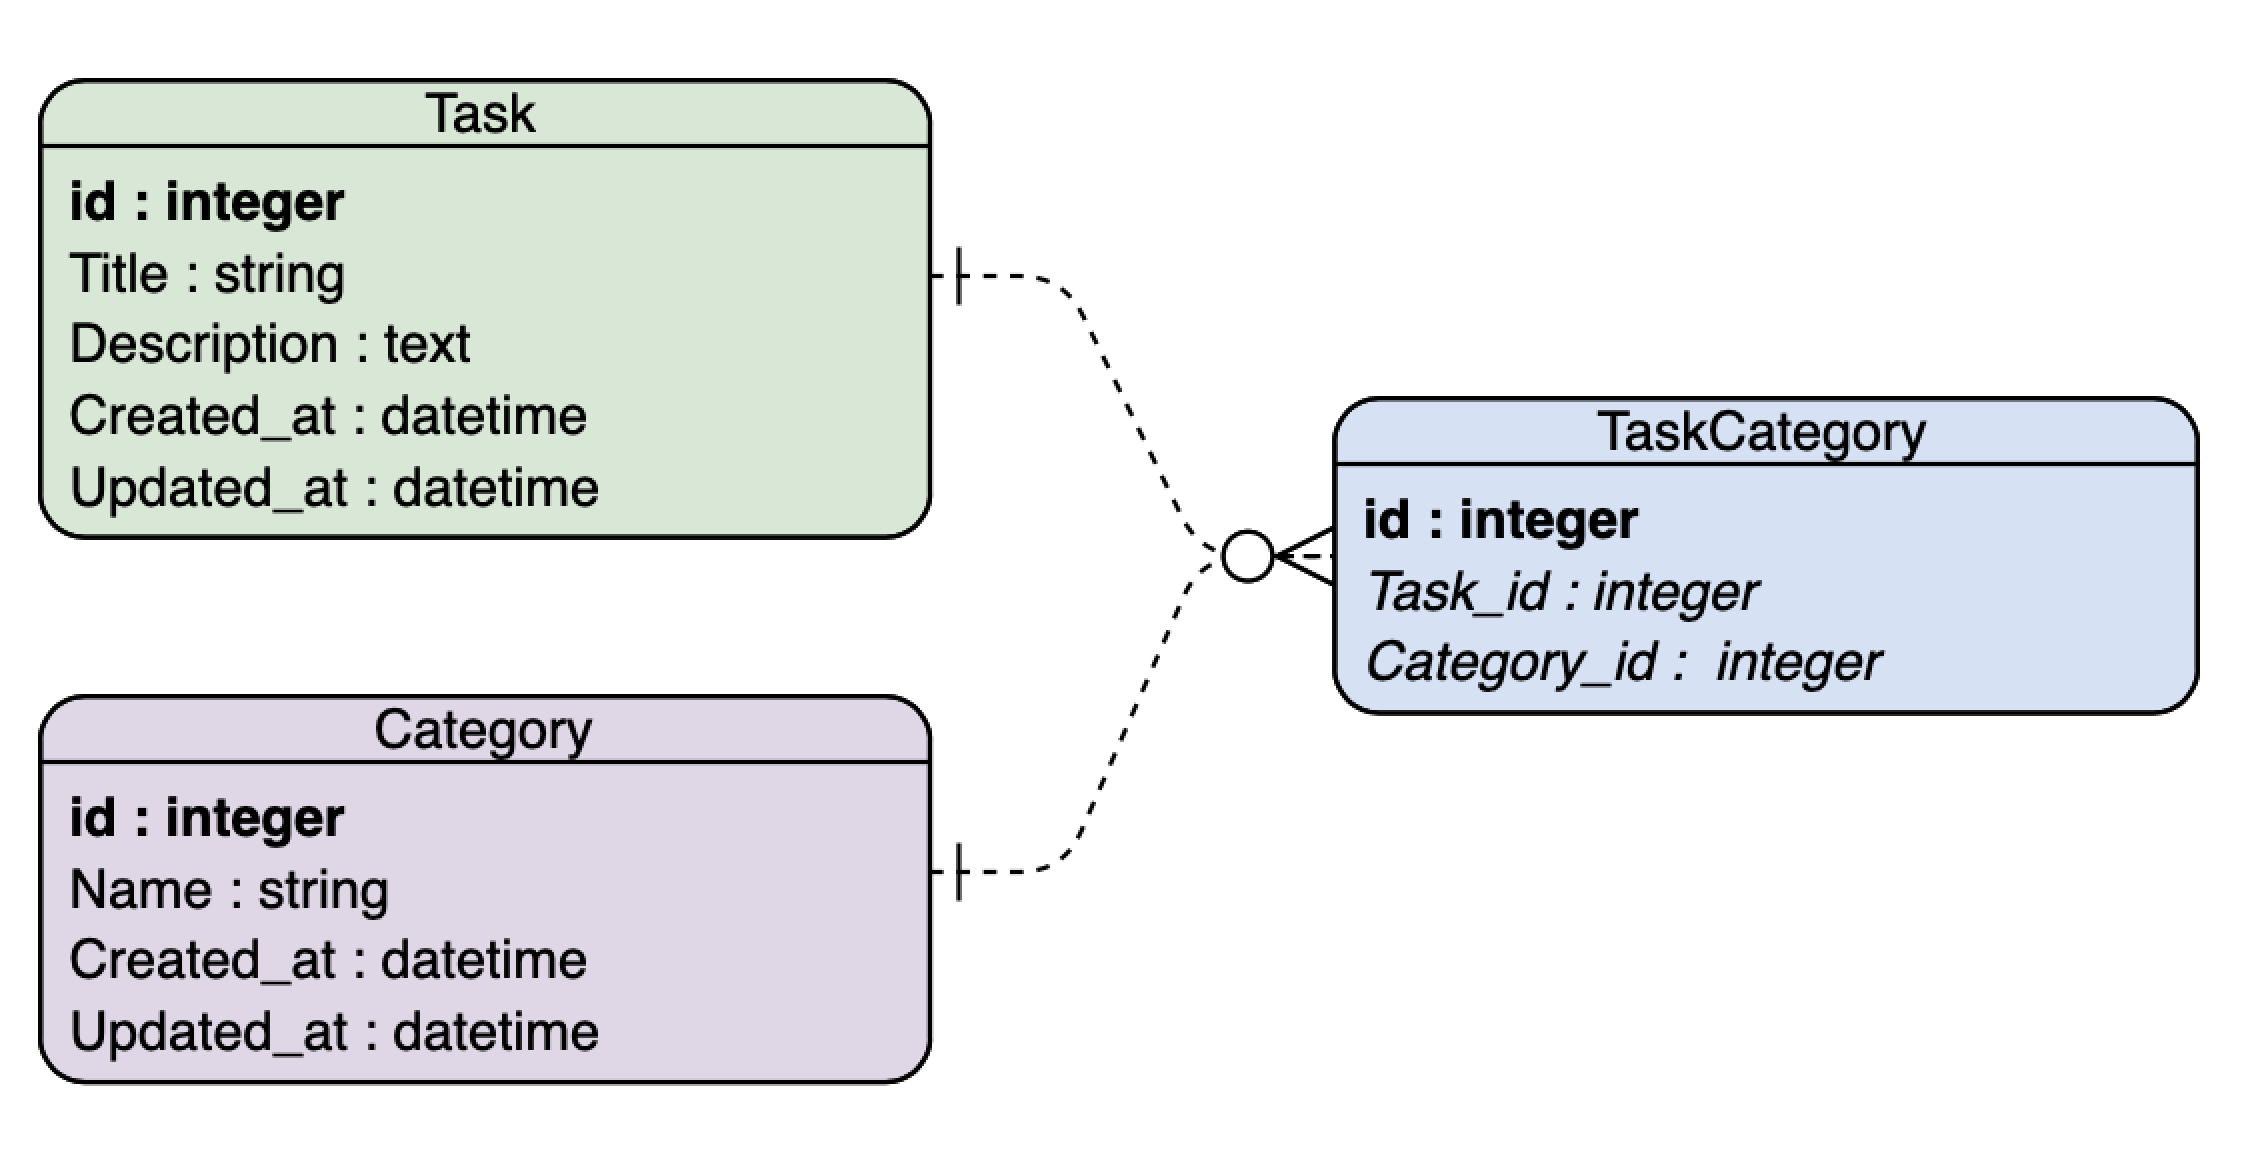 Task
id : integer
Title : string
Description : text
Created_at : datetime
Updated_at : datetime
TaskCategory
id : integer
Task_id : integer
Category_id :  integer
Category
id : integer
Name : string
Created_at : datetime
Updated_at : datetime